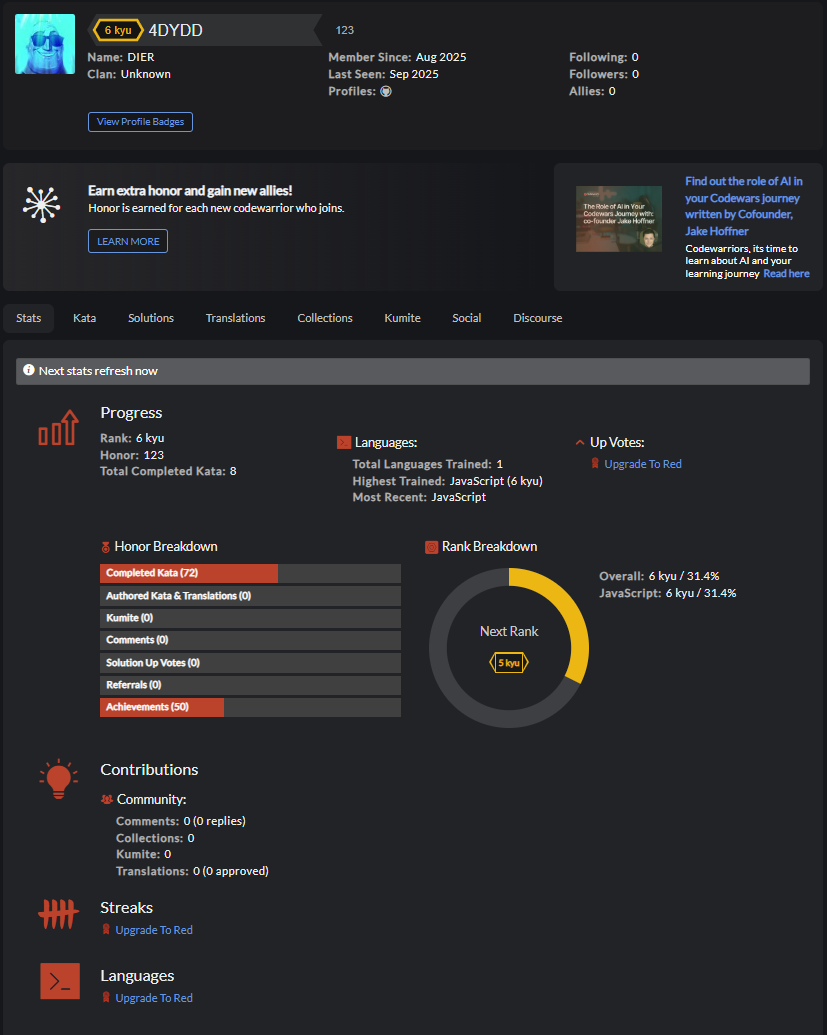 6 kyu 4DYDD 123
Name: DIER
Clan: Unknown
Member Since: Aug 2025
Last Seen: Sep 2025
Profiles:
Following: 0
Followers: 0
Allies: 0
View Profile Badges
Earn extra honor and gain new allies!
Honor is earned for each new codewarrior who joins.
LEARN MORE
The Role of AI in Your
Codewars Journey with:
co-founder Jake Hoffner
Find out the role of AI in
your Codewars journey
written by Cofounder,
Jake Hoffner
Codewarriors, its time to
learn about AI and your
learning journey Read here
Stats Kata Solutions Translations Collections Kumite Social Discourse
Next stats refresh now
Progress
Rank: 6 kyu
Honor: 123
Total Completed Kata: 8
Languages:
Total Languages Trained: 1
Highest Trained: JavaScript (6 kyu)
Most Recent: JavaScript
Up Votes:
Upgrade To Red
Honor Breakdown
Completed Kata (72)
Authored Kata & Translations (0)
Kumite (0)
Comments (0)
Solution Up Votes (0)
Referrals (0)
Achievements (50)
Rank Breakdown
Next Rank
5 kyu
Overall: 6 kyu / 31.4%
JavaScript: 6 kyu / 31.4%
Contributions
Community:
Comments: 0 (0 replies)
Collections: 0
Kumite: 0
Translations: 0 (0 approved)
Streaks
Upgrade To Red
Languages
Upgrade To Red